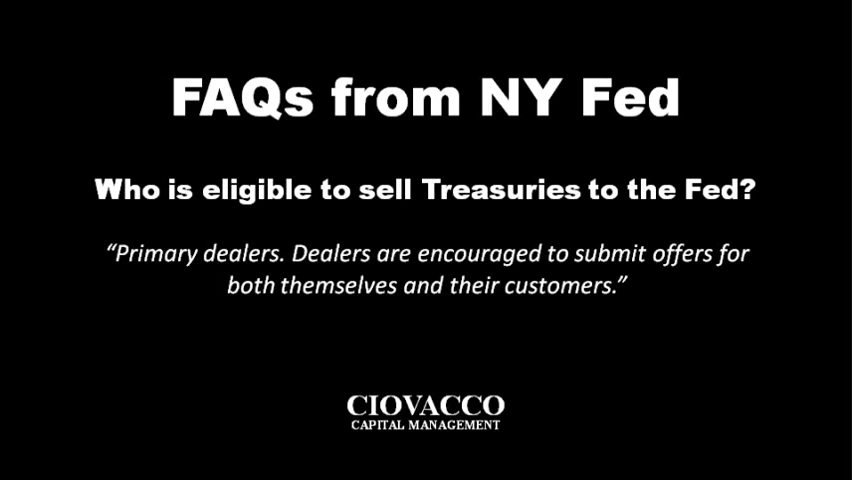 FAQs from NY Fed
Who is eligible to sell Treasuries to the Fed?
“Primary dealers. Dealers are encouraged to submit offers for
both themselves and their customers.”
CIOVACCO
CAPITAL MANAGEMENT